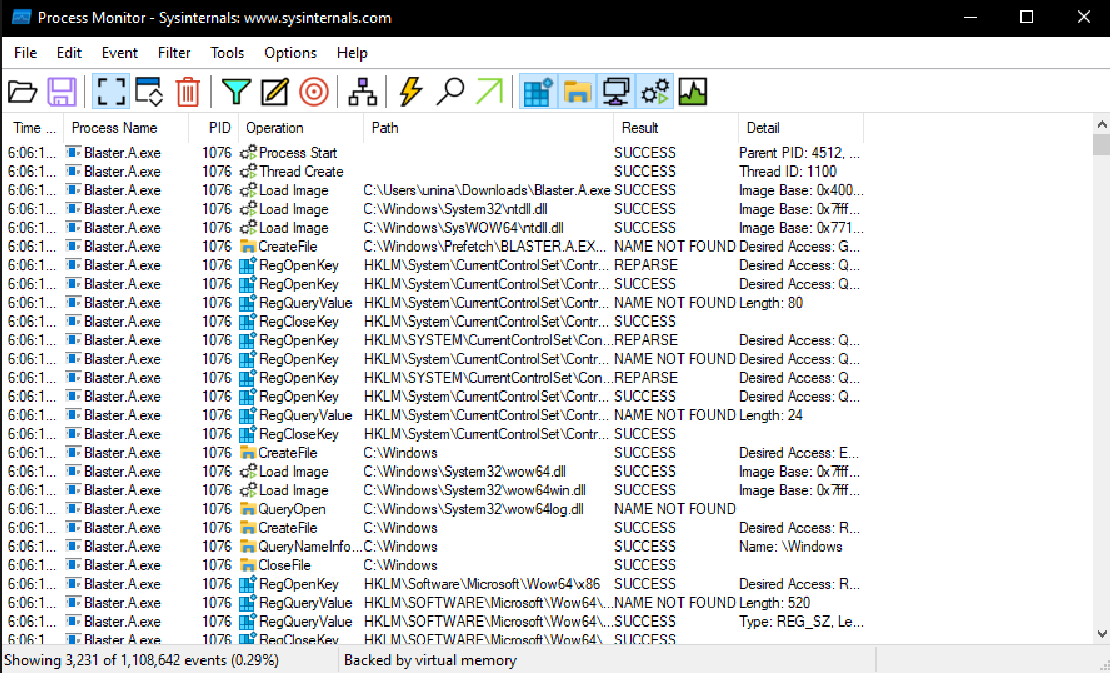 Process Monitor - Sysinternals: www.sysinternals.com
File Edit Event Filter Tools Options Help
Time ... Process Name PID Operation Path Result Detail
6:06:1... Blaster.A.exe 1076 Process Start SUCCESS Parent PID: 4512, ...
6:06:1... Blaster.A.exe 1076 Thread Create SUCCESS Thread ID: 1100
6:06:1... Blaster.A.exe 1076 Load Image C:\Users\unina\Downloads\Blaster.A.exe SUCCESS Image Base: 0x400...
6:06:1... Blaster.A.exe 1076 Load Image C:\Windows\System32\ntdll.dll SUCCESS Image Base: 0x7fff...
6:06:1... Blaster.A.exe 1076 Load Image C:\Windows\SysWOW64\ntdll.dll SUCCESS Image Base: 0x771...
6:06:1... Blaster.A.exe 1076 CreateFile C:\Windows\Prefetch\BLASTER.A.EX... NAME NOT FOUND Desired Access: G...
6:06:1... Blaster.A.exe 1076 RegOpenKey HKLM\System\CurrentControlSet\Contr... REPARSE Desired Access: Q...
6:06:1... Blaster.A.exe 1076 RegOpenKey HKLM\System\CurrentControlSet\Contr... SUCCESS Desired Access: Q...
6:06:1... Blaster.A.exe 1076 RegQueryValue HKLM\System\CurrentControlSet\Contr... NAME NOT FOUND Length: 80
6:06:1... Blaster.A.exe 1076 RegCloseKey HKLM\System\CurrentControlSet\Contr... SUCCESS
6:06:1... Blaster.A.exe 1076 RegOpenKey HKLM\SYSTEM\CurrentControlSet\Con... REPARSE Desired Access: Q...
6:06:1... Blaster.A.exe 1076 RegOpenKey HKLM\System\CurrentControlSet\Contr... NAME NOT FOUND Desired Access: Q...
6:06:1... Blaster.A.exe 1076 RegOpenKey HKLM\SYSTEM\CurrentControlSet\Con... REPARSE Desired Access: Q...
6:06:1... Blaster.A.exe 1076 RegOpenKey HKLM\System\CurrentControlSet\Contr... SUCCESS Desired Access: Q...
6:06:1... Blaster.A.exe 1076 RegQueryValue HKLM\System\CurrentControlSet\Contr... NAME NOT FOUND Length: 24
6:06:1... Blaster.A.exe 1076 RegCloseKey HKLM\System\CurrentControlSet\Contr... SUCCESS
6:06:1... Blaster.A.exe 1076 CreateFile C:\Windows SUCCESS Desired Access: E...
6:06:1... Blaster.A.exe 1076 Load Image C:\Windows\System32\wow64.dll SUCCESS Image Base: 0x7fff...
6:06:1... Blaster.A.exe 1076 Load Image C:\Windows\System32\wow64win.dll SUCCESS Image Base: 0x7fff...
6:06:1... Blaster.A.exe 1076 QueryOpen C:\Windows\System32\wow64log.dll NAME NOT FOUND
6:06:1... Blaster.A.exe 1076 CreateFile C:\Windows SUCCESS Desired Access: R...
6:06:1... Blaster.A.exe 1076 QueryNameInfo... C:\Windows SUCCESS Name: \Windows
6:06:1... Blaster.A.exe 1076 CloseFile C:\Windows SUCCESS
6:06:1... Blaster.A.exe 1076 RegOpenKey HKLM\Software\Microsoft\Wow64\x86 SUCCESS Desired Access: R...
6:06:1... Blaster.A.exe 1076 RegQueryValue HKLM\SOFTWARE\Microsoft\Wow64\... NAME NOT FOUND Length: 520
6:06:1... Blaster.A.exe 1076 RegQueryValue HKLM\SOFTWARE\Microsoft\Wow64\... SUCCESS Type: REG_SZ, Le...
6:06:1... Blaster.A.exe 1076 RegCloseKey HKLM\SOFTWARE\Microsoft\Wow64\... SUCCESS
Showing 3,231 of 1,108,642 events (0.29%) Backed by virtual memory